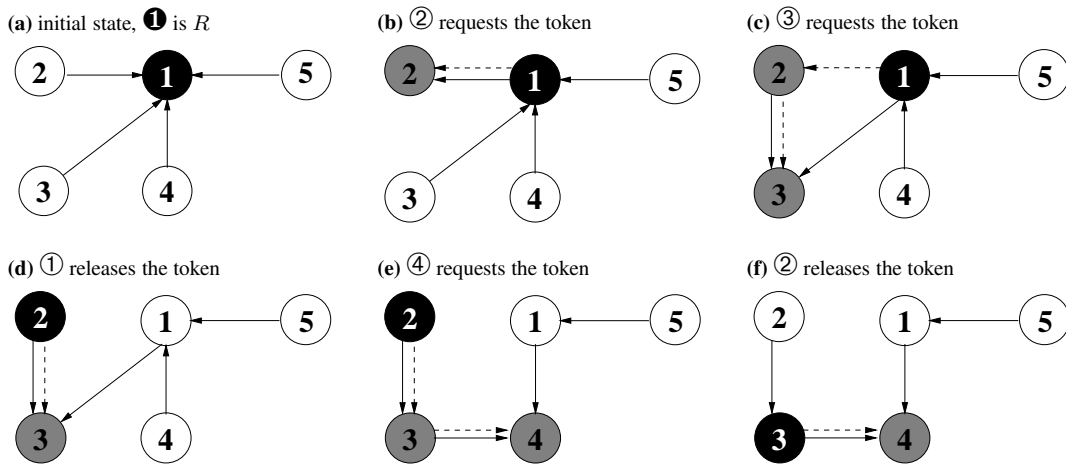 (a) initial state, ❶ is R
(b) ② requests the token
(c) ③ requests the token
2 1 5
3 4
2 1 5
3 4
2 1 5
3 4
(d) ① releases the token
(e) ④ requests the token
(f) ② releases the token
2 1 5
3 4
2 1 5
3 4
2 1 5
3 4